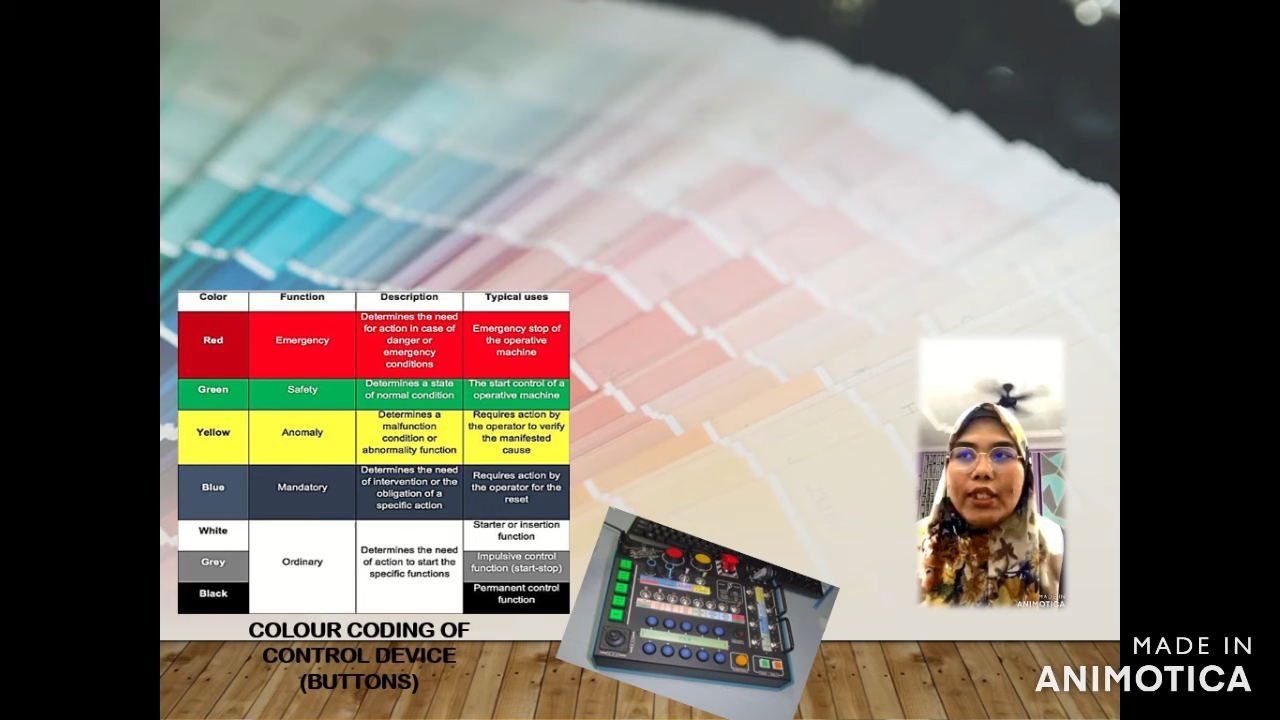 Color Function Description Typical uses
Red
Emergency
Determines the need
for action in case of
danger or
emergency
conditions
Emergency stop of
the operative
machine
Green
Safety
Determines a state
of normal condition
The start control of a
operative machine
Yellow
Anomaly
Determines a
malfunction
condition or
abnormality function
Requires action by
the operator to verify
the manifested
cause
Blue
Mandatory
Determines the need
of intervention or the
obligation of a
specific action
Requires action by
the operator for the
reset
White
Starter or insertion
function
Grey
Ordinary
Determines the need
of action to start the
specific functions
Impulsive control
function (start-stop)
Black
Permanent control
function
COLOUR CODING OF
CONTROL DEVICE
(BUTTONS)
MADE IN
ANIMOTICA
MADE IN
ANIMOTICA